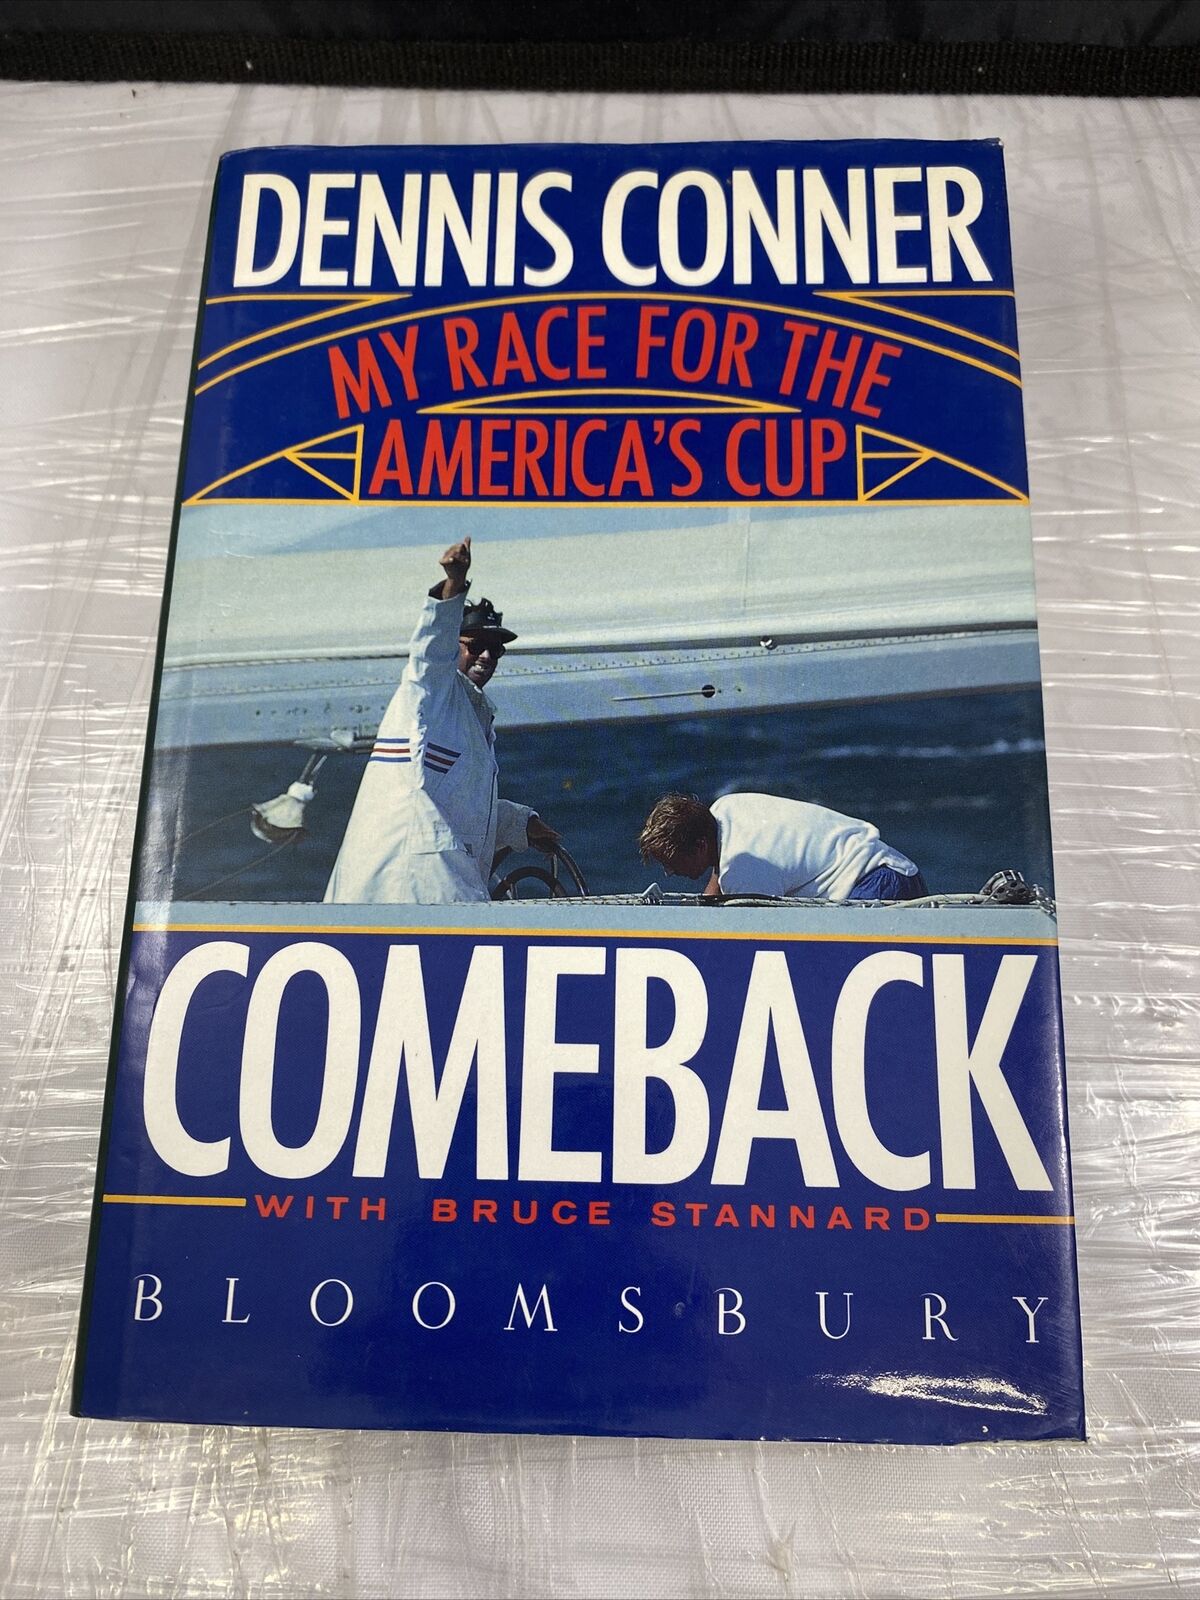 DENNIS CONNER
MY RACE FOR THE
AMERICA'S CUP
COMEBACK
WITH BRUCE STANNARD
BLOOMSBURY